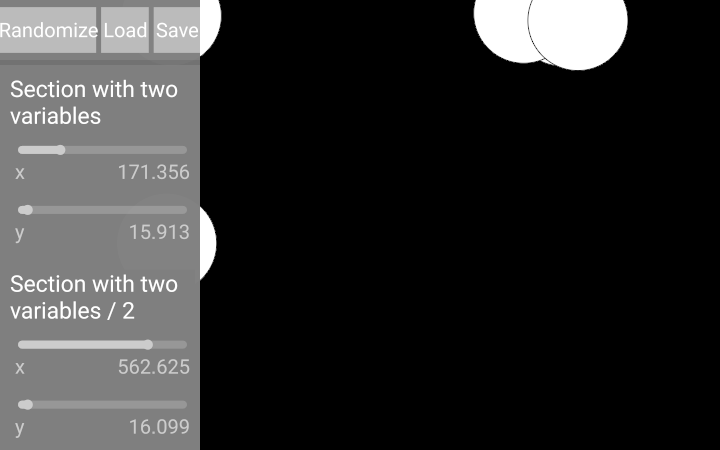 Randomize Load Save
Section with two
variables
x 171.356
y 15.913
Section with two
variables / 2
x 562.625
y 16.099